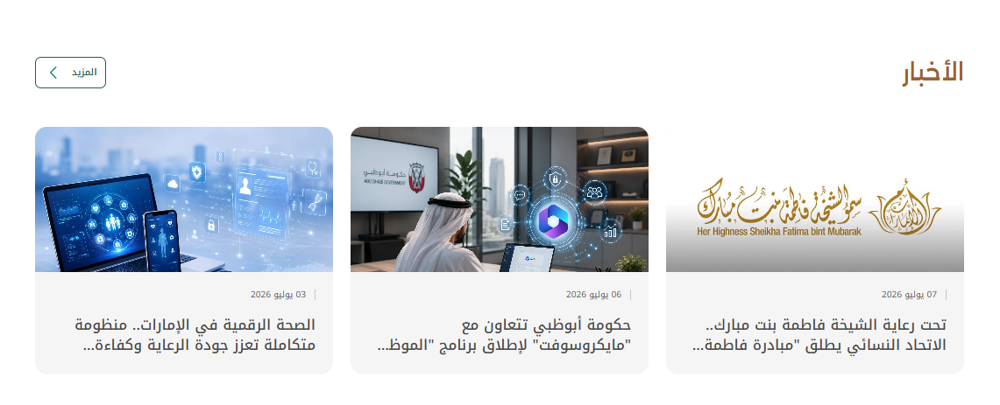 الأخبار
المزيد
سمو الشيخة فاطمة بنت مبارك
Her Highness Sheikha Fatima bint Mubarak
أم الإمارات
07 يوليو 2026
تحت رعاية الشيخة فاطمة بنت مبارك..
الاتحاد النسائي يطلق "مبادرة فاطمة...
حكومة أبوظبي
ABU DHABI GOVERNMENT
06 يوليو 2026
حكومة أبوظبي تتعاون مع
"مايكروسوفت" لإطلاق برنامج "الموظ...
03 يوليو 2026
الصحة الرقمية في الإمارات.. منظومة
متكاملة تعزز جودة الرعاية وكفاءة...